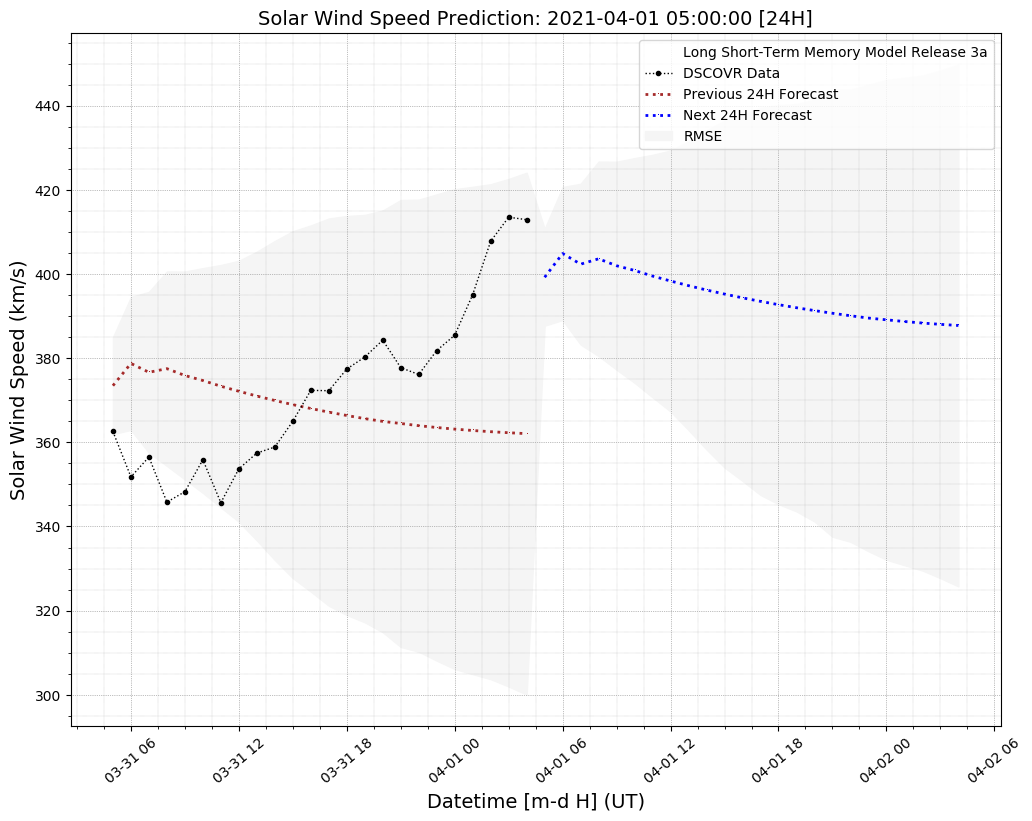 Solar Wind Speed Prediction: 2021-04-01 05:00:00 [24H]
Long Short-Term Memory Model Release 3a
DSCOVR Data
Previous 24H Forecast
Next 24H Forecast
RMSE
Solar Wind Speed (km/s)
440
420
400
380
360
340
320
300
03-31 06
03-31 12
03-31 18
04-01 00
04-01 06
04-01 12
04-01 18
04-02 00
04-02 06
Datetime [m-d H] (UT)